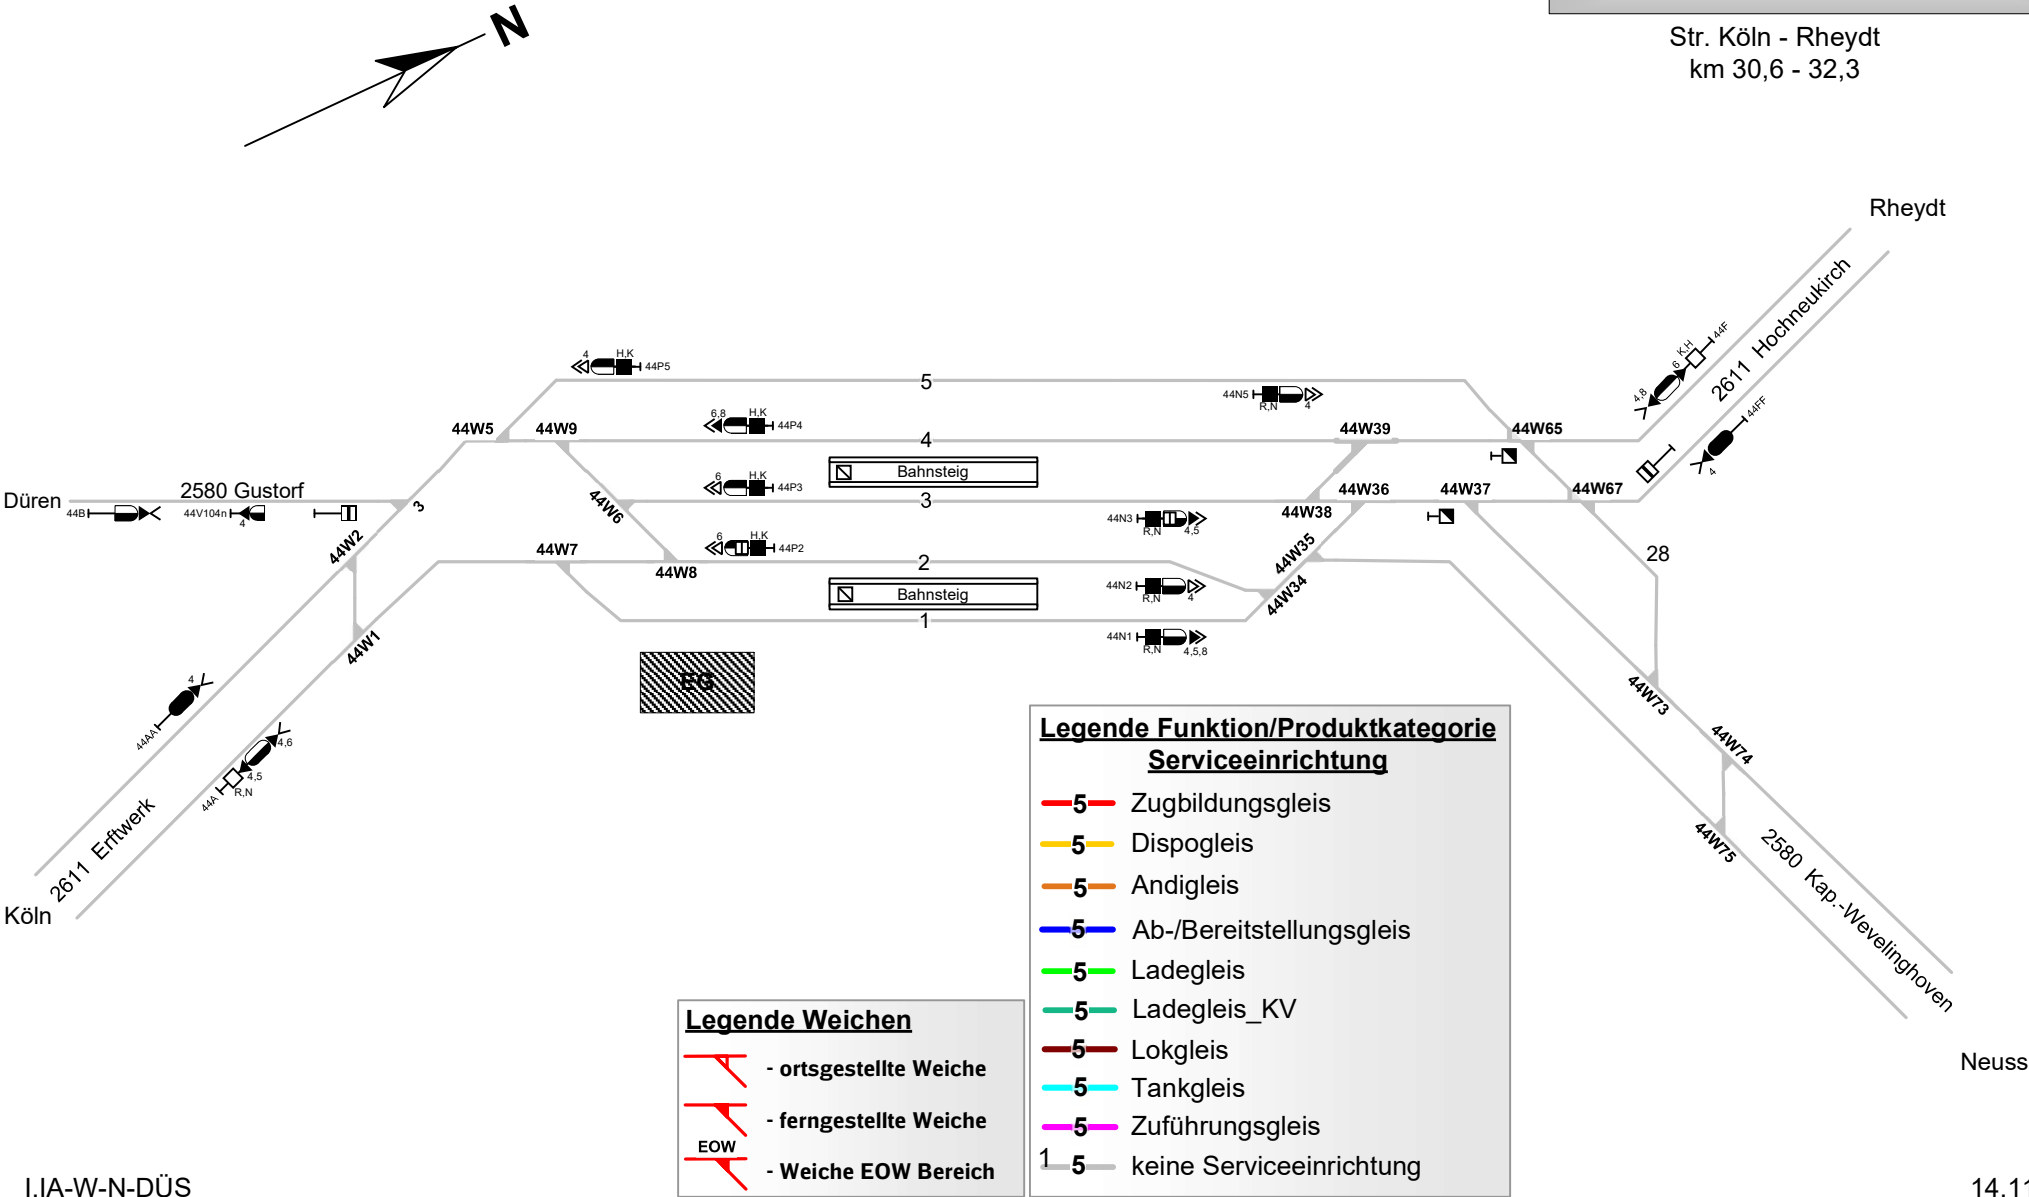 Str. Köln - Rheydt
km 30,6 - 32,3
N
Rheydt
2611 Hochneukirch
44F
K,H
6
4,8
44FF
4
4
H,K
44P5
5
44N5
R,N
4
44W5
44W9
6,8
H,K
44P4
4
44W39
44W65
Bahnsteig
Düren
2580 Gustorf
44B
44V104n
4
3
44W6
6
H,K
44P3
3
44W38
44W36
44W37
44W67
44N3
R,N
4,5
44W2
44W7
44W8
6
H,K
44P2
2
44W35
28
Bahnsteig
44N2
R,N
4
44W34
44W1
1
44N1
R,N
4,5,8
EG
44AA
4
4,6
4,5
44A
R,N
44W73
44W74
44W75
2611 Erftwerk
Köln
2580 Kap.-Wevelinghoven
Neuss
Legende Funktion/Produktkategorie
Serviceeinrichtung
5 Zugbildungsgleis
5 Dispogleis
5 Andigleis
5 Ab-/Bereitstellungsgleis
5 Ladegleis
5 Ladegleis_KV
5 Lokgleis
5 Tankgleis
5 Zuführungsgleis
1 5 keine Serviceeinrichtung
Legende Weichen
- ortsgestellte Weiche
- ferngestellte Weiche
EOW
- Weiche EOW Bereich
I.IA-W-N-DÜS
14.11